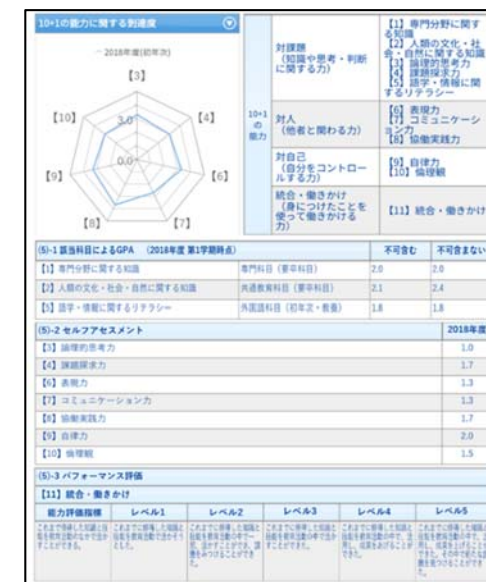 10+1の能力に関する到達度
2018年度(初年次)
【3】
【10】
3.0
【4】
0.0
【9】
【6】
【8】
【7】
10+1
の
能力
対課題
(知識や思考・判断
に関する力)
【1】専門分野に関す
る知識
【2】人類の文化・社
会・自然に関する知識
【3】論理的思考力
【4】課題探求力
【5】語学・情報に関
するリテラシー
対人
(他者と関わる力)
【6】表現力
【7】コミュニケーシ
ョン力
【8】協働実践力
対自己
(自分をコントロー
ルする力)
【9】自律力
【10】倫理観
統合・働きかけ
(身につけたことを
使って働きかける
力)
【11】統合・働きかけ
(5)-1 該当科目によるGPA (2018年度 第1学期時点) 不可含む 不可含まない
【1】専門分野に関する知識 専門科目(要卒科目) 2.0 2.0
【2】人類の文化・社会・自然に関する知識 共通教育科目(要卒科目) 2.1 2.4
【5】語学・情報に関するリテラシー 外国語科目(初年次・教養) 1.8 1.8
(5)-2 セルフアセスメント 2018年度
【3】論理的思考力 1.0
【4】課題探求力 1.7
【6】表現力 1.3
【7】コミュニケーション力 1.3
【8】協働実践力 1.7
【9】自律力 2.0
【10】倫理観 1.5
(5)-3 パフォーマンス評価
【11】統合・働きかけ
能力評価指標 レベル1 レベル2 レベル3 レベル4 レベル5